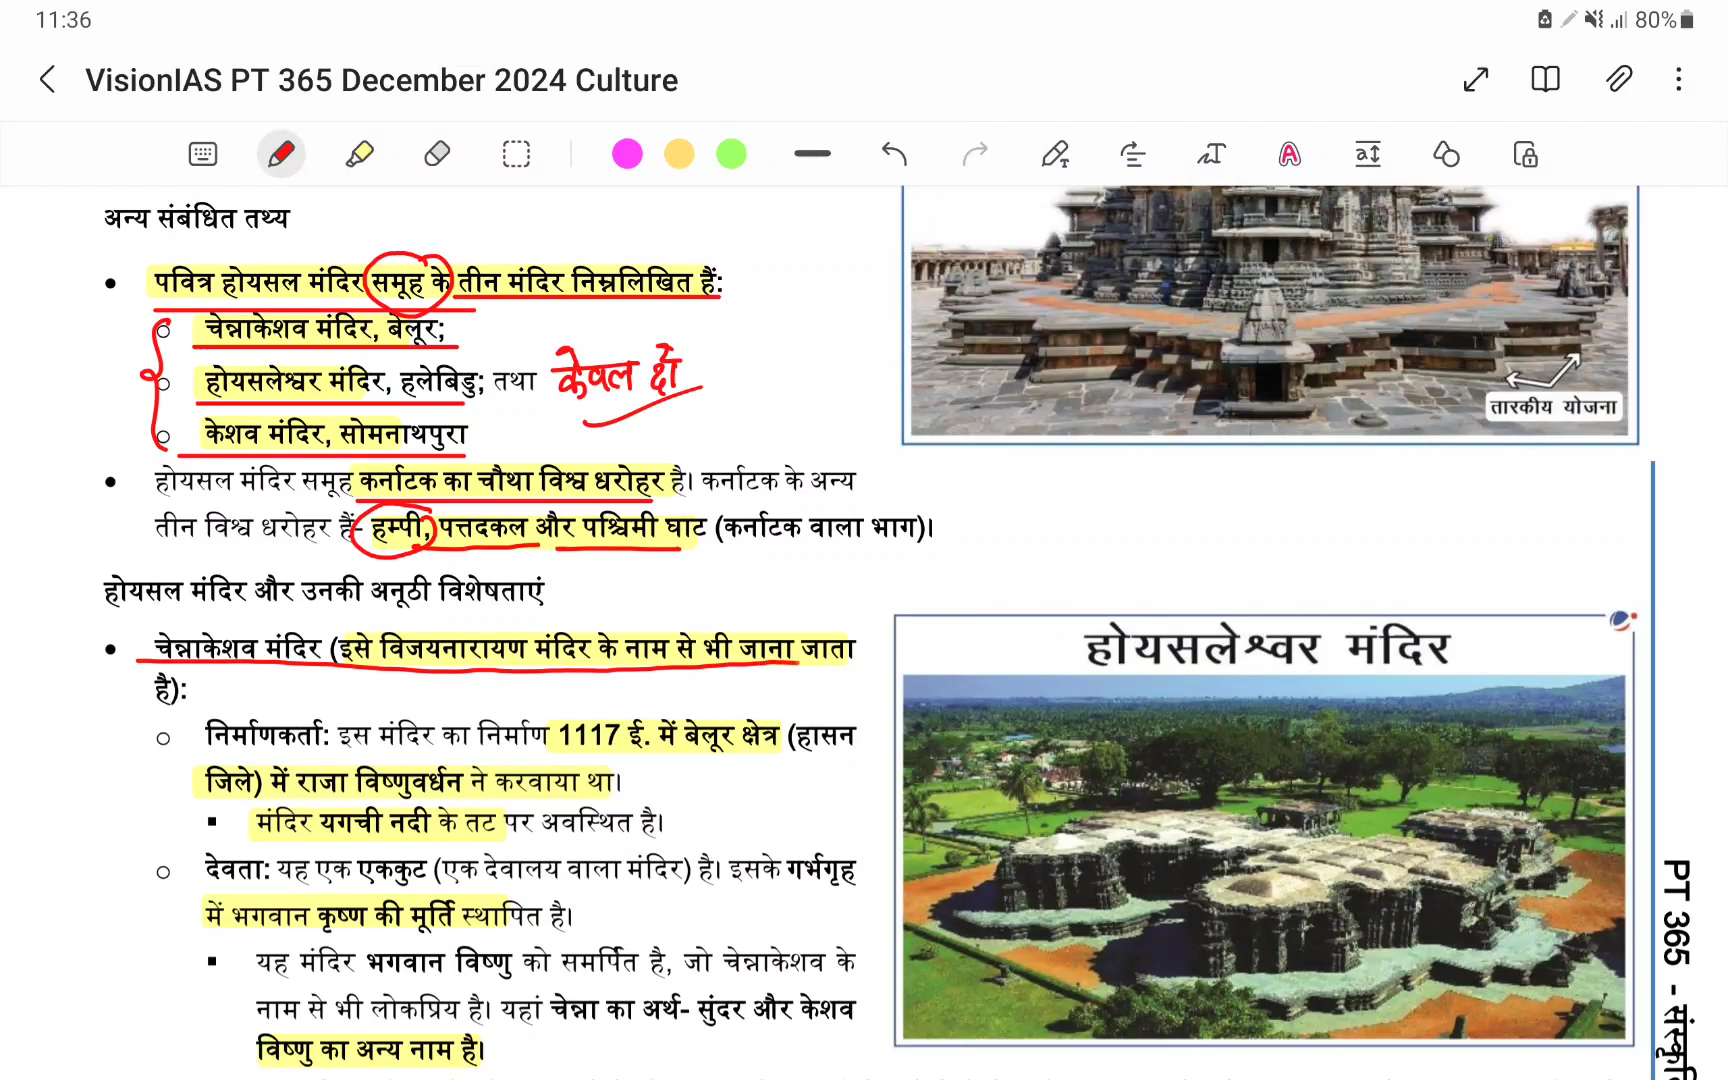 11:36
80%
VisionIAS PT 365 December 2024 Culture
अन्य संबंधित तथ्य
पवित्र होयसल मंदिर समूह के तीन मंदिर निम्नलिखित हैं:
चेन्नाकेशव मंदिर, बेलूर;
होयसलेश्वर मंदिर, हलेबिडु; तथा
केवल दो
केशव मंदिर, सोमनाथपुरा
तारकीय योजना
होयसल मंदिर समूह कर्नाटक का चौथा विश्व धरोहर है। कर्नाटक के अन्य
तीन विश्व धरोहर हैं- हम्पी, पत्तदकल और पश्चिमी घाट (कर्नाटक वाला भाग)।
होयसल मंदिर और उनकी अनूठी विशेषताएं
चेन्नाकेशव मंदिर (इसे विजयनारायण मंदिर के नाम से भी जाना जाता
है):
निर्माणकर्ता: इस मंदिर का निर्माण 1117 ई. में बेलूर क्षेत्र (हासन
जिले) में राजा विष्णुवर्धन ने करवाया था।
मंदिर यगची नदी के तट पर अवस्थित है।
देवता: यह एक एककुट (एक देवालय वाला मंदिर) है। इसके गर्भगृह
में भगवान कृष्ण की मूर्ति स्थापित है।
यह मंदिर भगवान विष्णु को समर्पित है, जो चेन्नाकेशव के
नाम से भी लोकप्रिय है। यहां चेन्ना का अर्थ- सुंदर और केशव
विष्णु का अन्य नाम है।
होयसलेश्वर मंदिर
PT 365 - संस्कृति